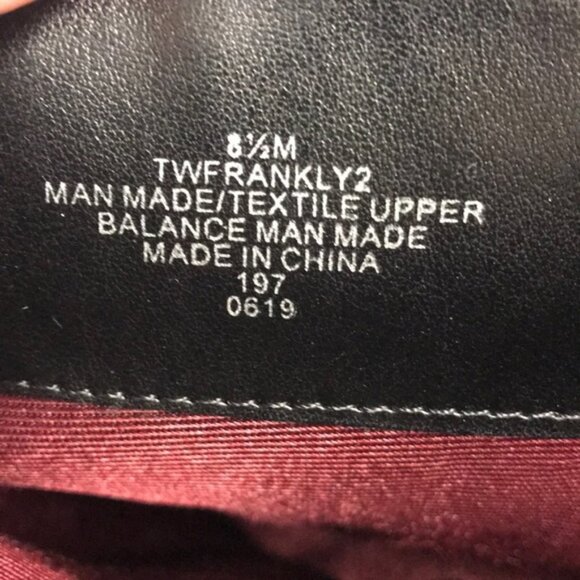 8½M
TWFRANKLY2
MAN MADE/TEXTILE UPPER
BALANCE MAN MADE
MADE IN CHINA
197
0619